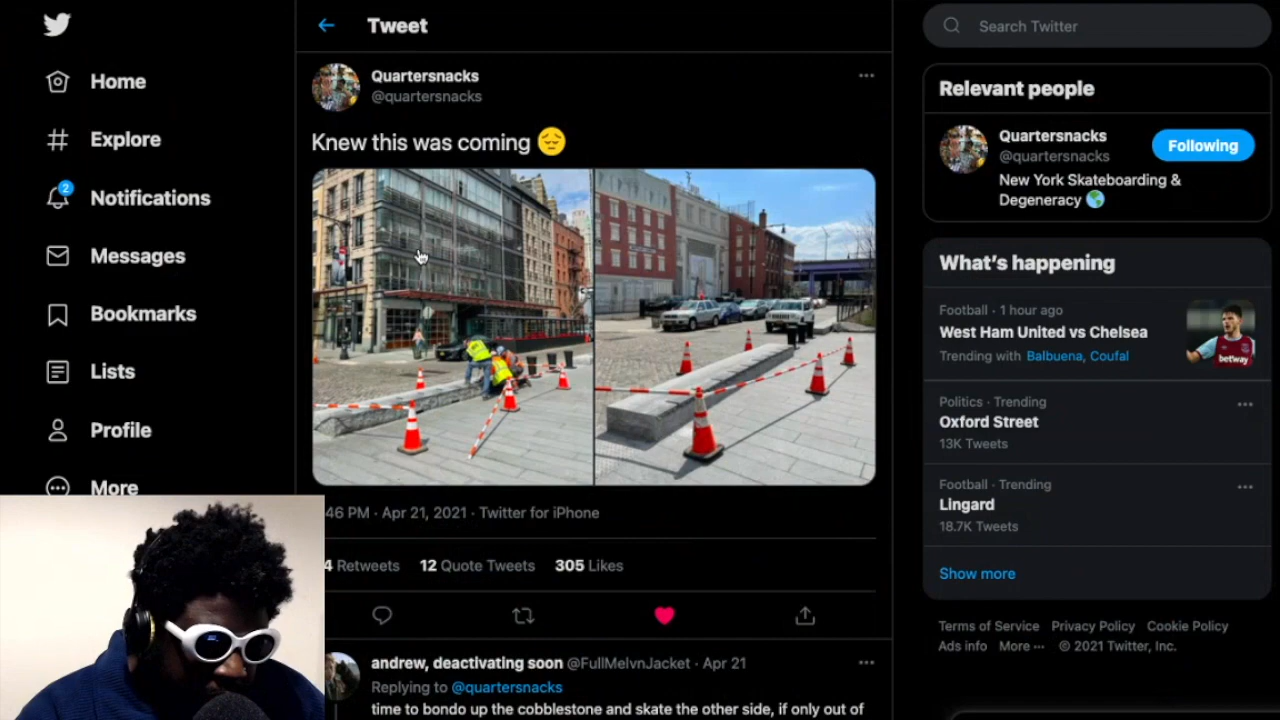 Home
Explore
2
Notifications
Messages
Bookmarks
Lists
Profile
More
Tweet
Quartersnacks
@quartersnacks
Knew this was coming 😔
46 PM · Apr 21, 2021 · Twitter for iPhone
4 Retweets 12 Quote Tweets 305 Likes
andrew, deactivating soon @FullMelvnJacket · Apr 21
Replying to @quartersnacks
time to bondo up the cobblestone and skate the other side, if only out of
Search Twitter
Relevant people
Quartersnacks
@quartersnacks
Following
New York Skateboarding &
Degeneracy 🌎
What's happening
Football · 1 hour ago
West Ham United vs Chelsea
Trending with Balbuena, Coufal
betway
Politics · Trending
Oxford Street
13K Tweets
Football · Trending
Lingard
18.7K Tweets
Show more
Terms of Service Privacy Policy Cookie Policy
Ads info More ··· © 2021 Twitter, Inc.